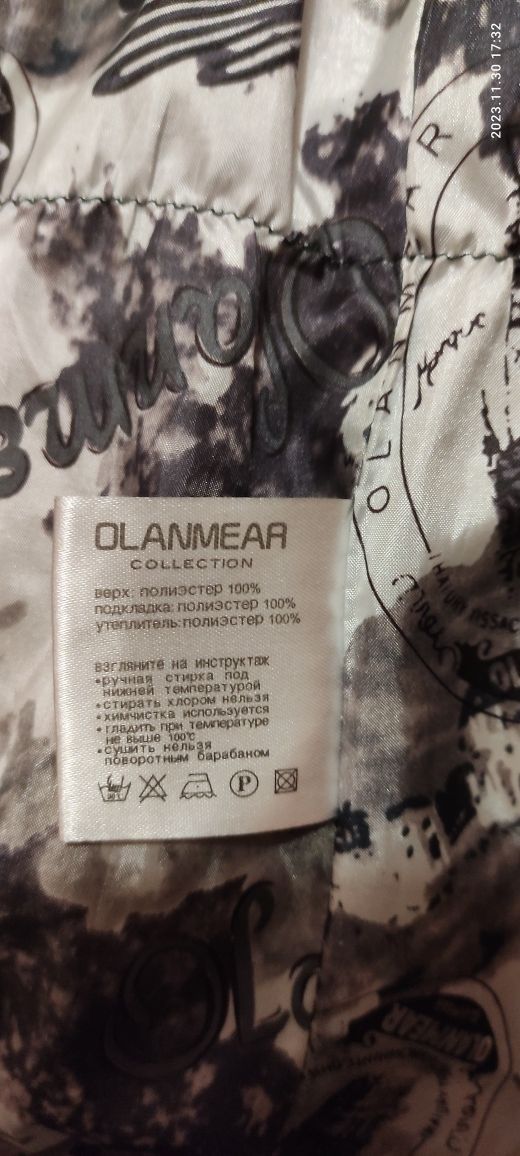 2023.11.30 17:32
OLANMEAR
OLANMEAR
COLLECTION
верх: полиэстер 100%
подкладка: полиэстер 100%
утеплитель: полиэстер 100%
взгляните на инструктаж
•ручная стирка под
нижней температурой
•стирать хлором нельзя
•химчистка используется
•гладить при температуре
не выше 100℃
•сушить нельзя
поворотным барабаном
P
OLANMEAR